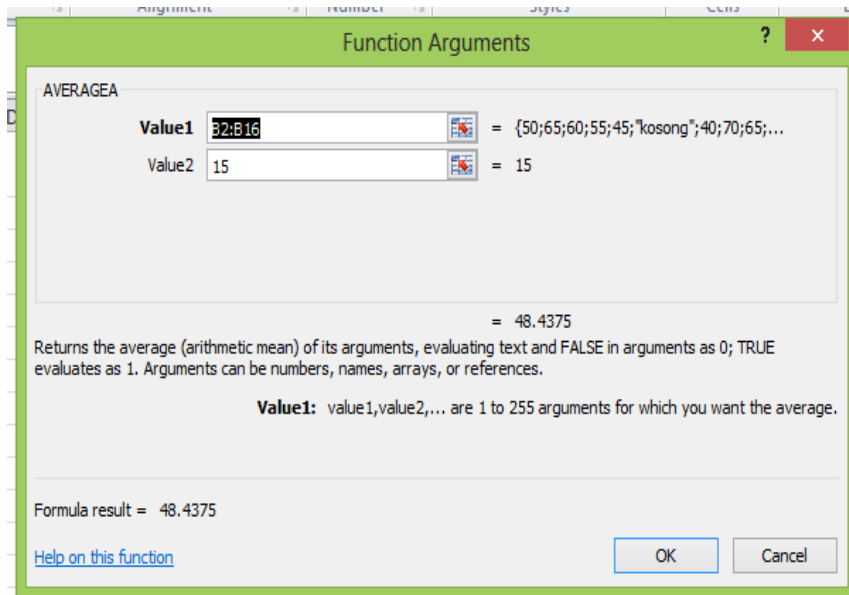 Alignment Number Styles Cells
Function Arguments ? x
AVERAGEA
Value1 B2:B16 = {50;65;60;55;45;"kosong";40;70;65;...
Value2 15 = 15
= 48.4375
Returns the average (arithmetic mean) of its arguments, evaluating text and FALSE in arguments as 0; TRUE
evaluates as 1. Arguments can be numbers, names, arrays, or references.
Value1: value1,value2,... are 1 to 255 arguments for which you want the average.
Formula result = 48.4375
Help on this function OK Cancel